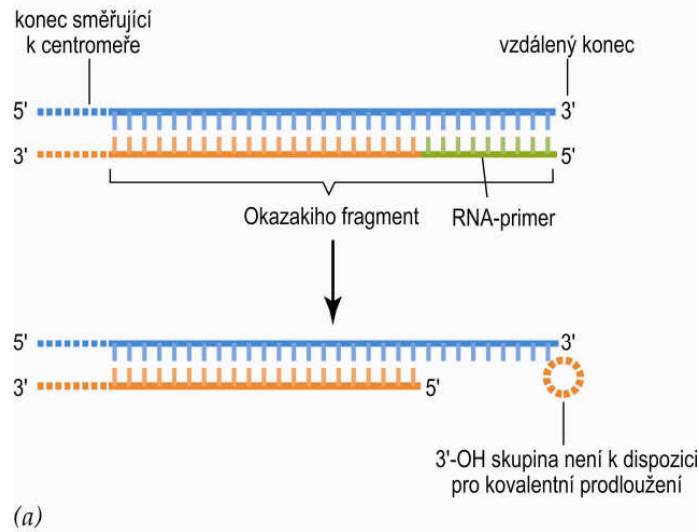 konec směřující
k centromeře
vzdálený konec
5'
3'
3'
5'
Okazakiho fragment
RNA-primer
5'
3'
3'
5'
3'-OH skupina není k dispozici
pro kovalentní prodloužení
(a)